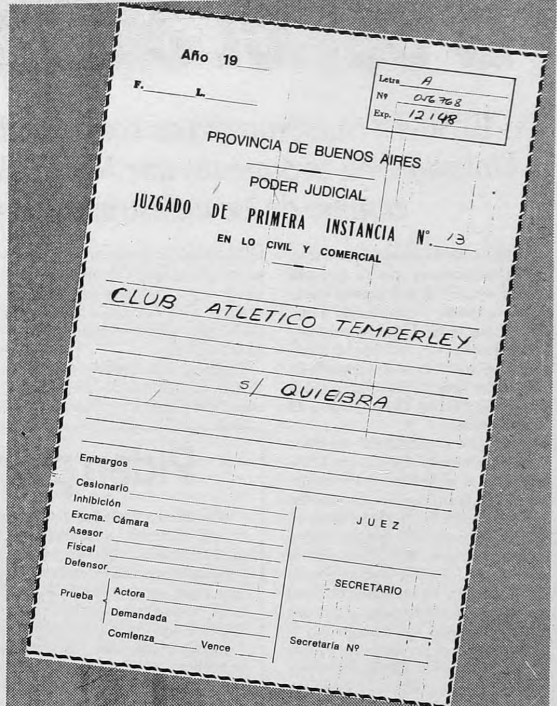 Año 19
Letra A
F. L.
Nº 056768
Exp. 12148
PROVINCIA DE BUENOS AIRES
PODER JUDICIAL
JUZGADO DE PRIMERA INSTANCIA Nº. 13
EN LO CIVIL Y COMERCIAL
CLUB ATLETICO TEMPERLEY
s/ QUIEBRA
Embargos
Cesionario
Inhibición
Excma. Cámara
Asesor
Fiscal
Defensor
Prueba
Actora
Demandada
Comienza Vence
JUEZ
SECRETARIO
Secretaría Nº